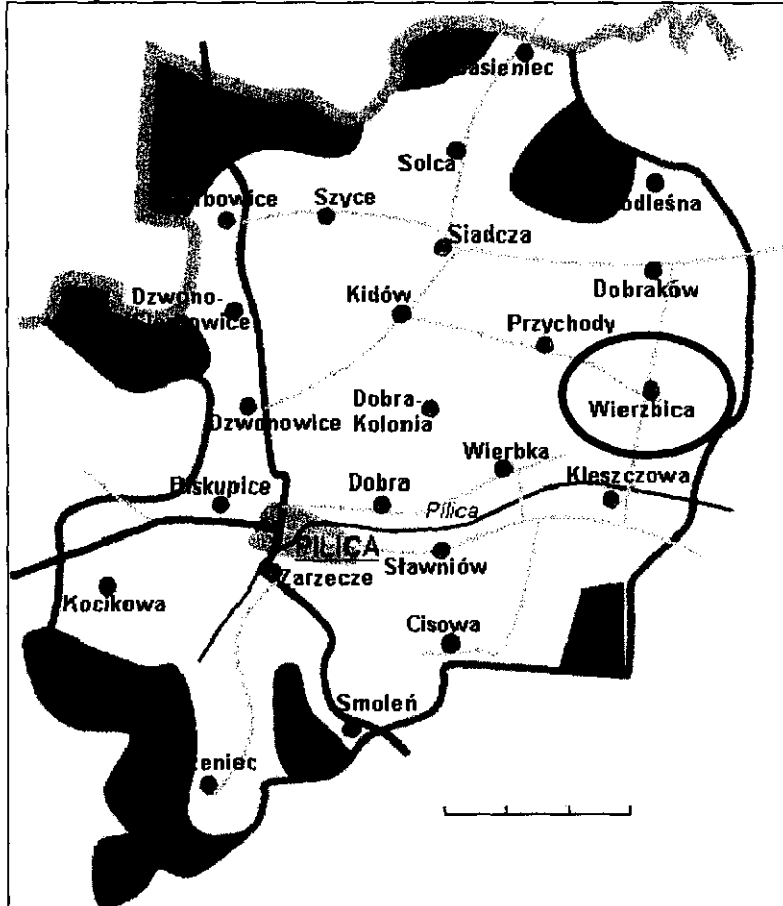 Solca
Szyce
Siadcza
Dobraków
Dzwono-
Kidów
Przychody
Wierzbica
Dobra-
Kolonia
Dzwonowice
Wierbka
Kleszczowa
Biskupice
Dobra
Pilica
PILICA
Zarzecze
Sławniów
Kocikowa
Cisowa
Smoleń